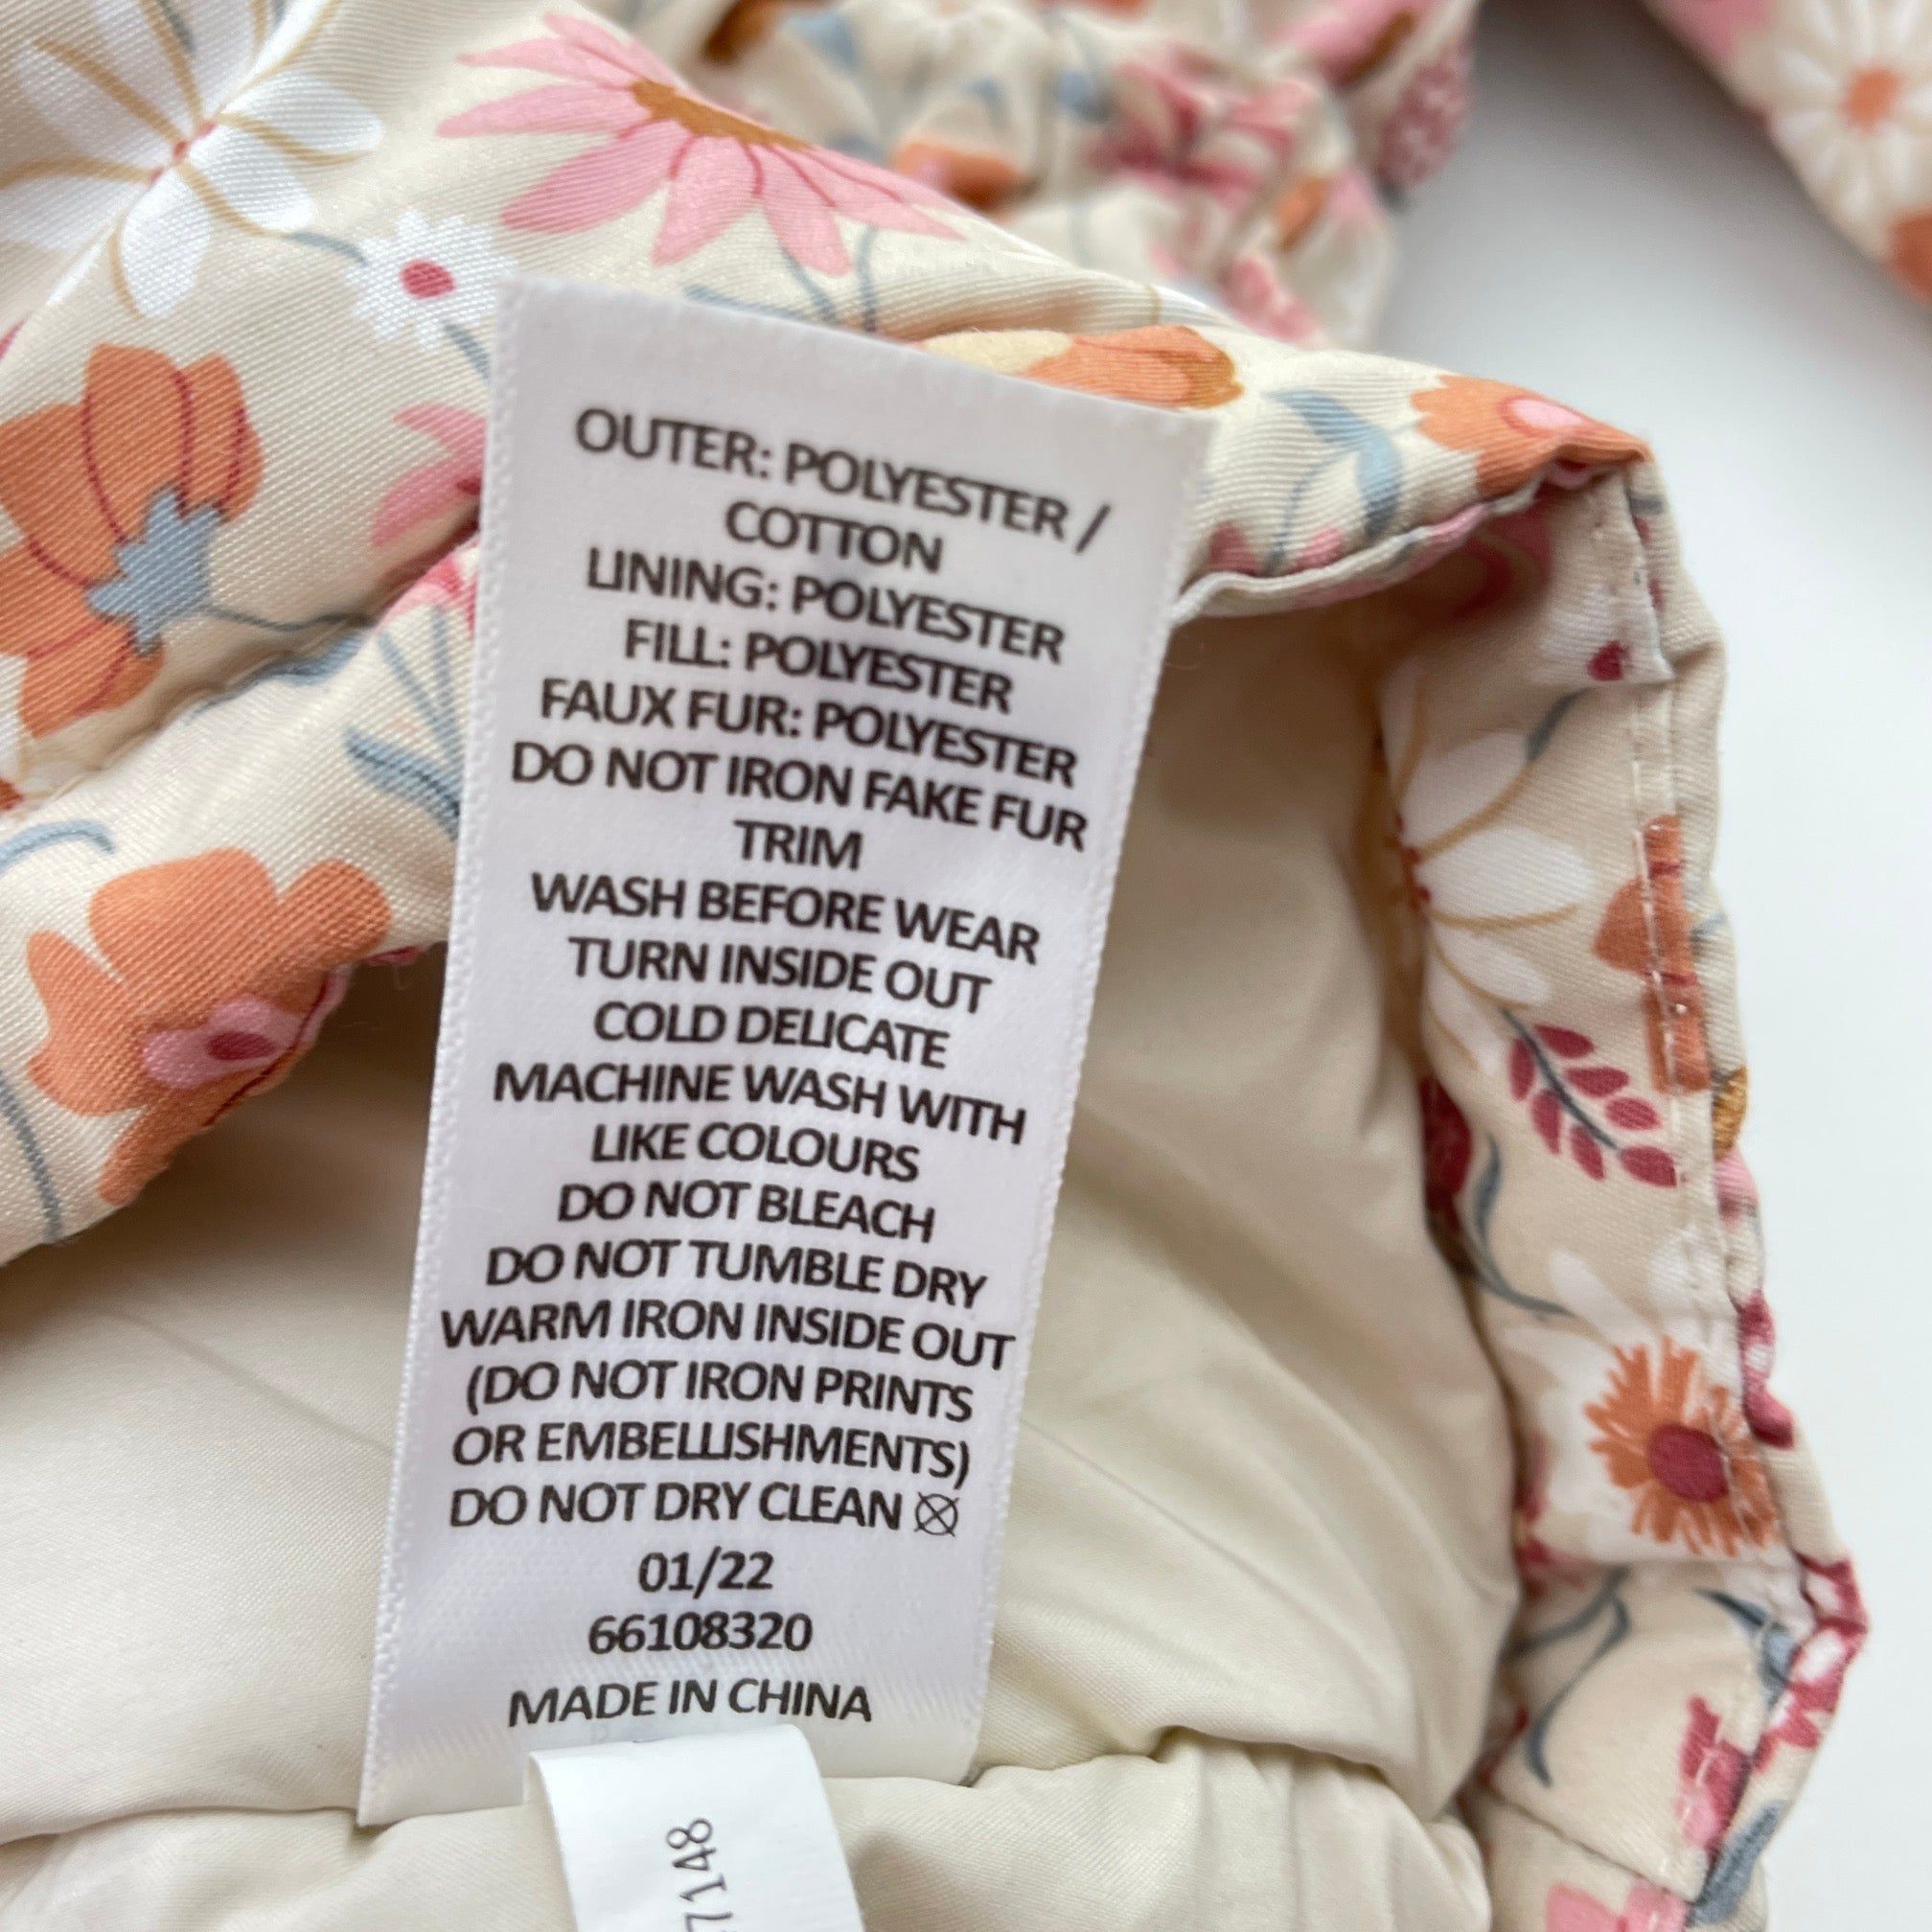 OUTER: POLYESTER /
COTTON
LINING: POLYESTER
FILL: POLYESTER
FAUX FUR: POLYESTER
DO NOT IRON FAKE FUR
TRIM
WASH BEFORE WEAR
TURN INSIDE OUT
COLD DELICATE
MACHINE WASH WITH
LIKE COLOURS
DO NOT BLEACH
DO NOT TUMBLE DRY
WARM IRON INSIDE OUT
(DO NOT IRON PRINTS
OR EMBELLISHMENTS)
DO NOT DRY CLEAN
01/22
66108320
MADE IN CHINA
7148